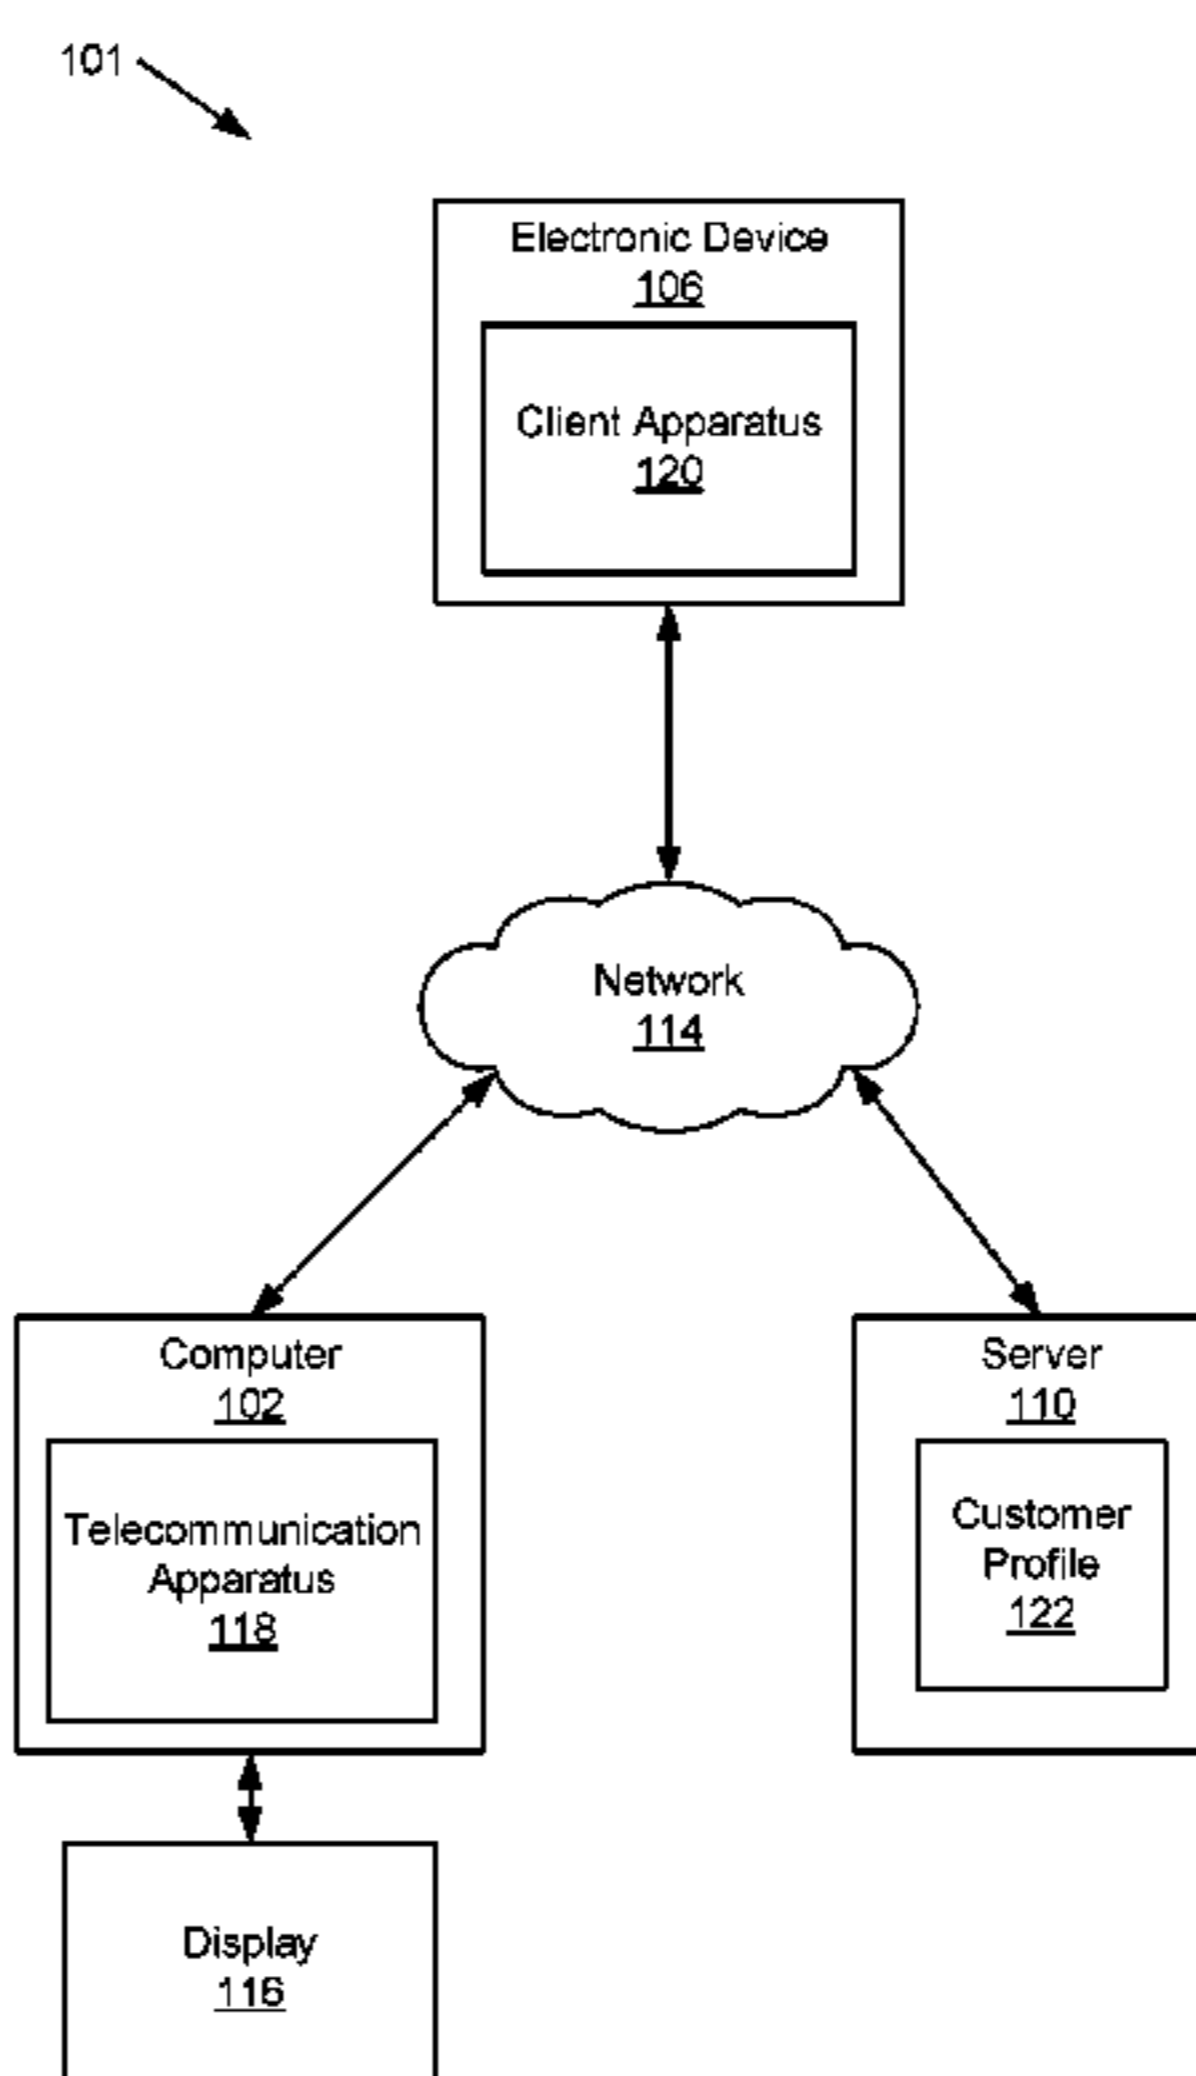 101
Electronic Device
106
Client Apparatus
120
Network
114
Computer
102
Telecommunication
Apparatus
118
Server
110
Customer
Profile
122
Display
116